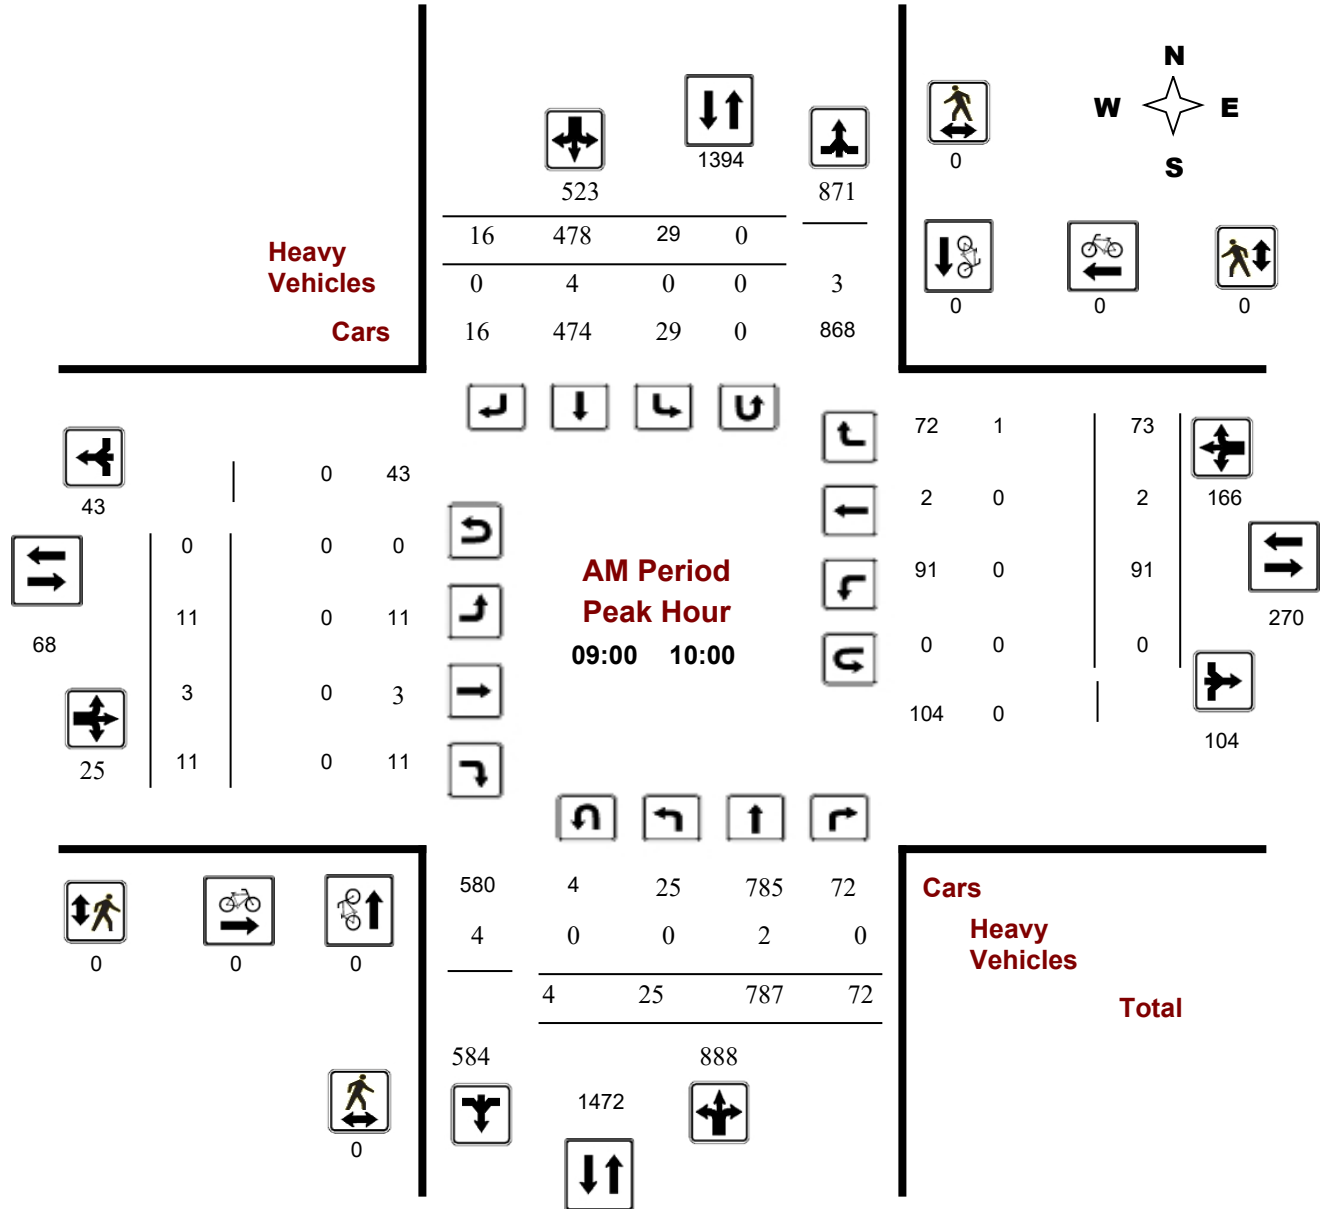 N
W E
S
1394
523 871
0
16 478 29 0
Heavy
Vehicles
0 4 0 0 3
0 0 0
Cars
16 474 29 0 868
72 1 73
0 43
43
2 0 2 166
0 0 0
AM Period
91 0 91
Peak Hour
11 0 11
270
68
09:00 10:00
0 0 0
3 0 3
104 0
104
25
11 0 11
580 4 25 785 72
Cars
4 0 0 2 0
Heavy
Vehicles
0 0 0
4 25 787 72
Total
584 888
1472
0